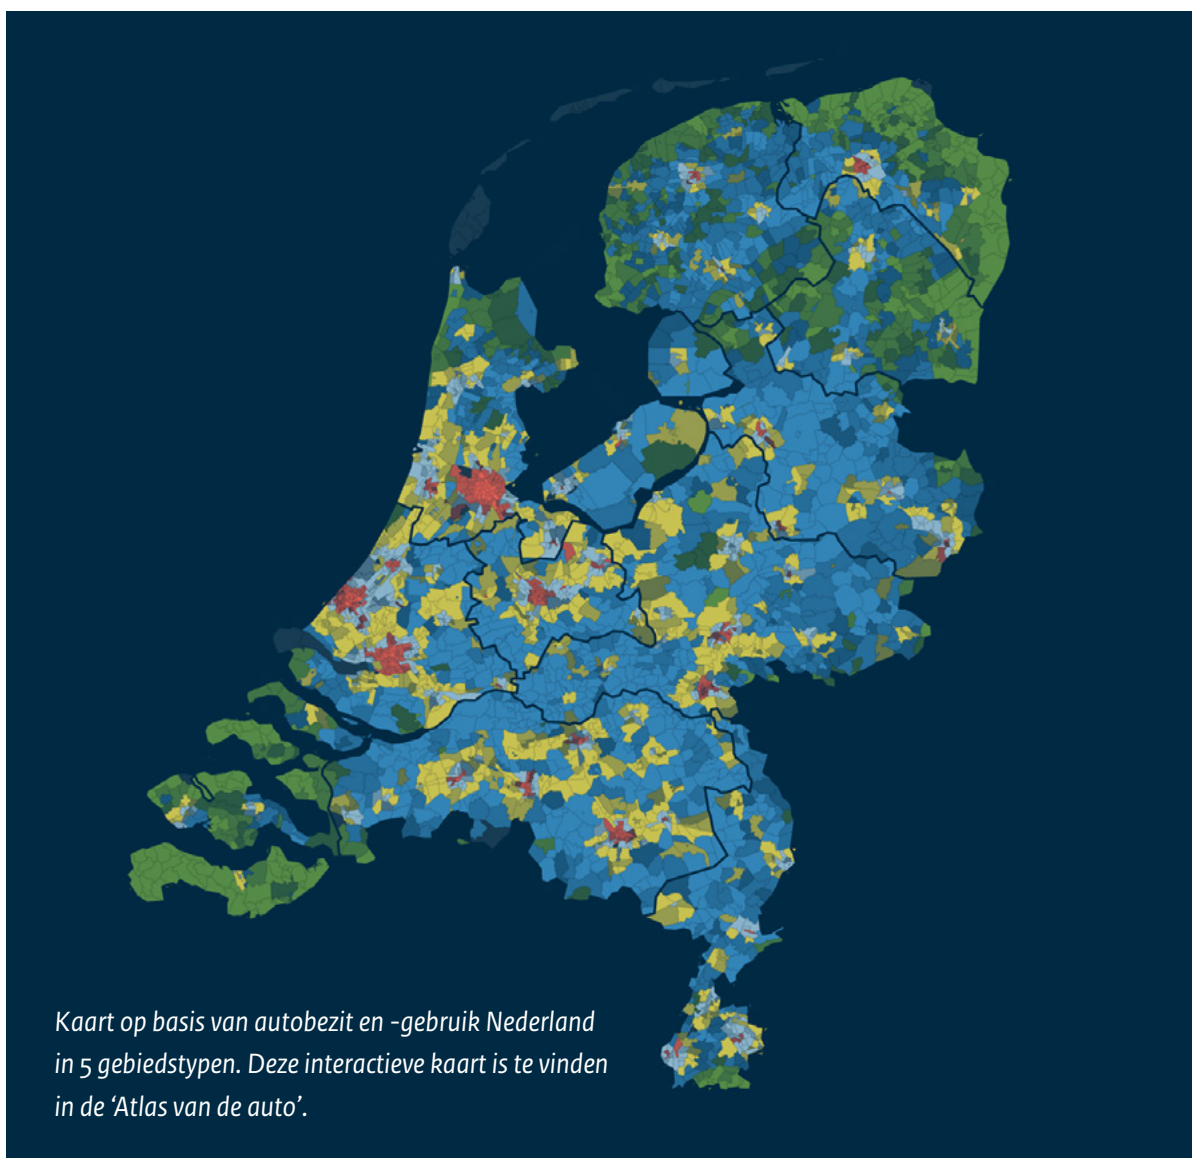 Kaart op basis van autobezit en -gebruik Nederland
in 5 gebiedstypen. Deze interactieve kaart is te vinden
in de ‘Atlas van de auto’.